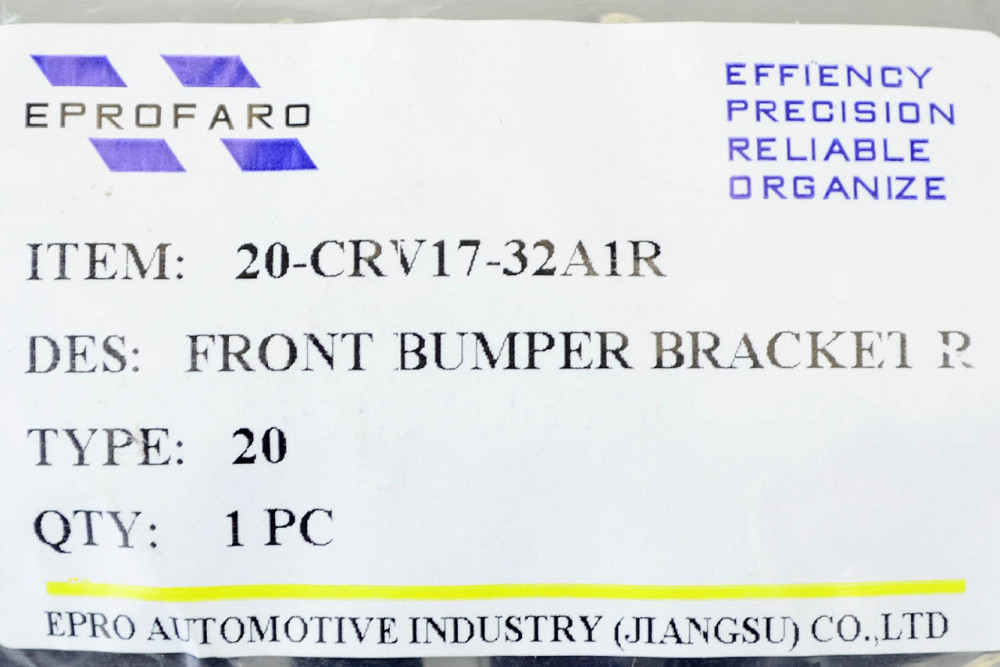 EPROFARO
EFFIENCY
PRECISION
RELIABLE
ORGANIZE
ITEM: 20-CRV17-32A1R
DES: FRONT BUMPER BRACKET R
TYPE: 20
QTY: 1 PC
EPRO AUTOMOTIVE INDUSTRY (JIANGSU) CO.,LTD